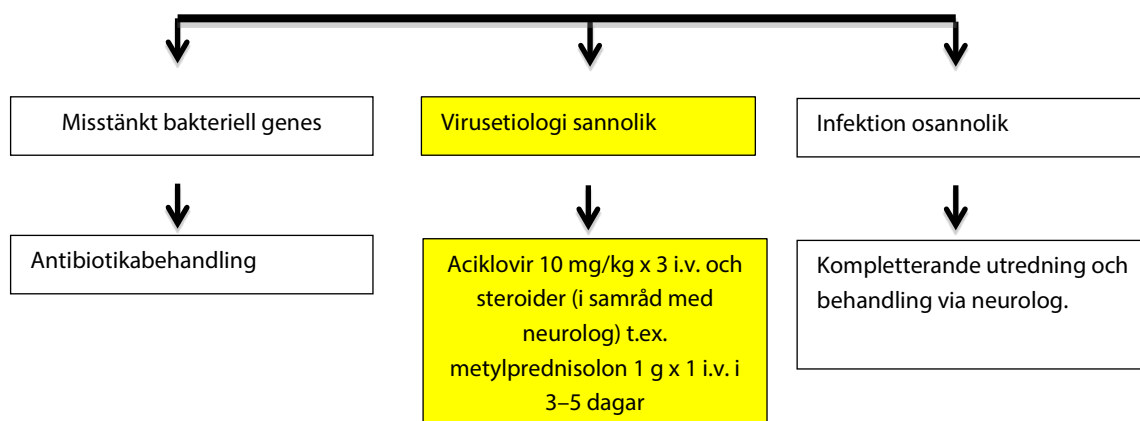 Misstänkt bakteriell genes
Virusetiologi sannolik
Infektion osannolik
Antibiotikabehandling
Aciklovir 10 mg/kg x 3 i.v. och
steroider (i samråd med
neurolog) t.ex.
metylprednisolon 1 g x 1 i.v. i
3–5 dagar
Kompletterande utredning och
behandling via neurolog.